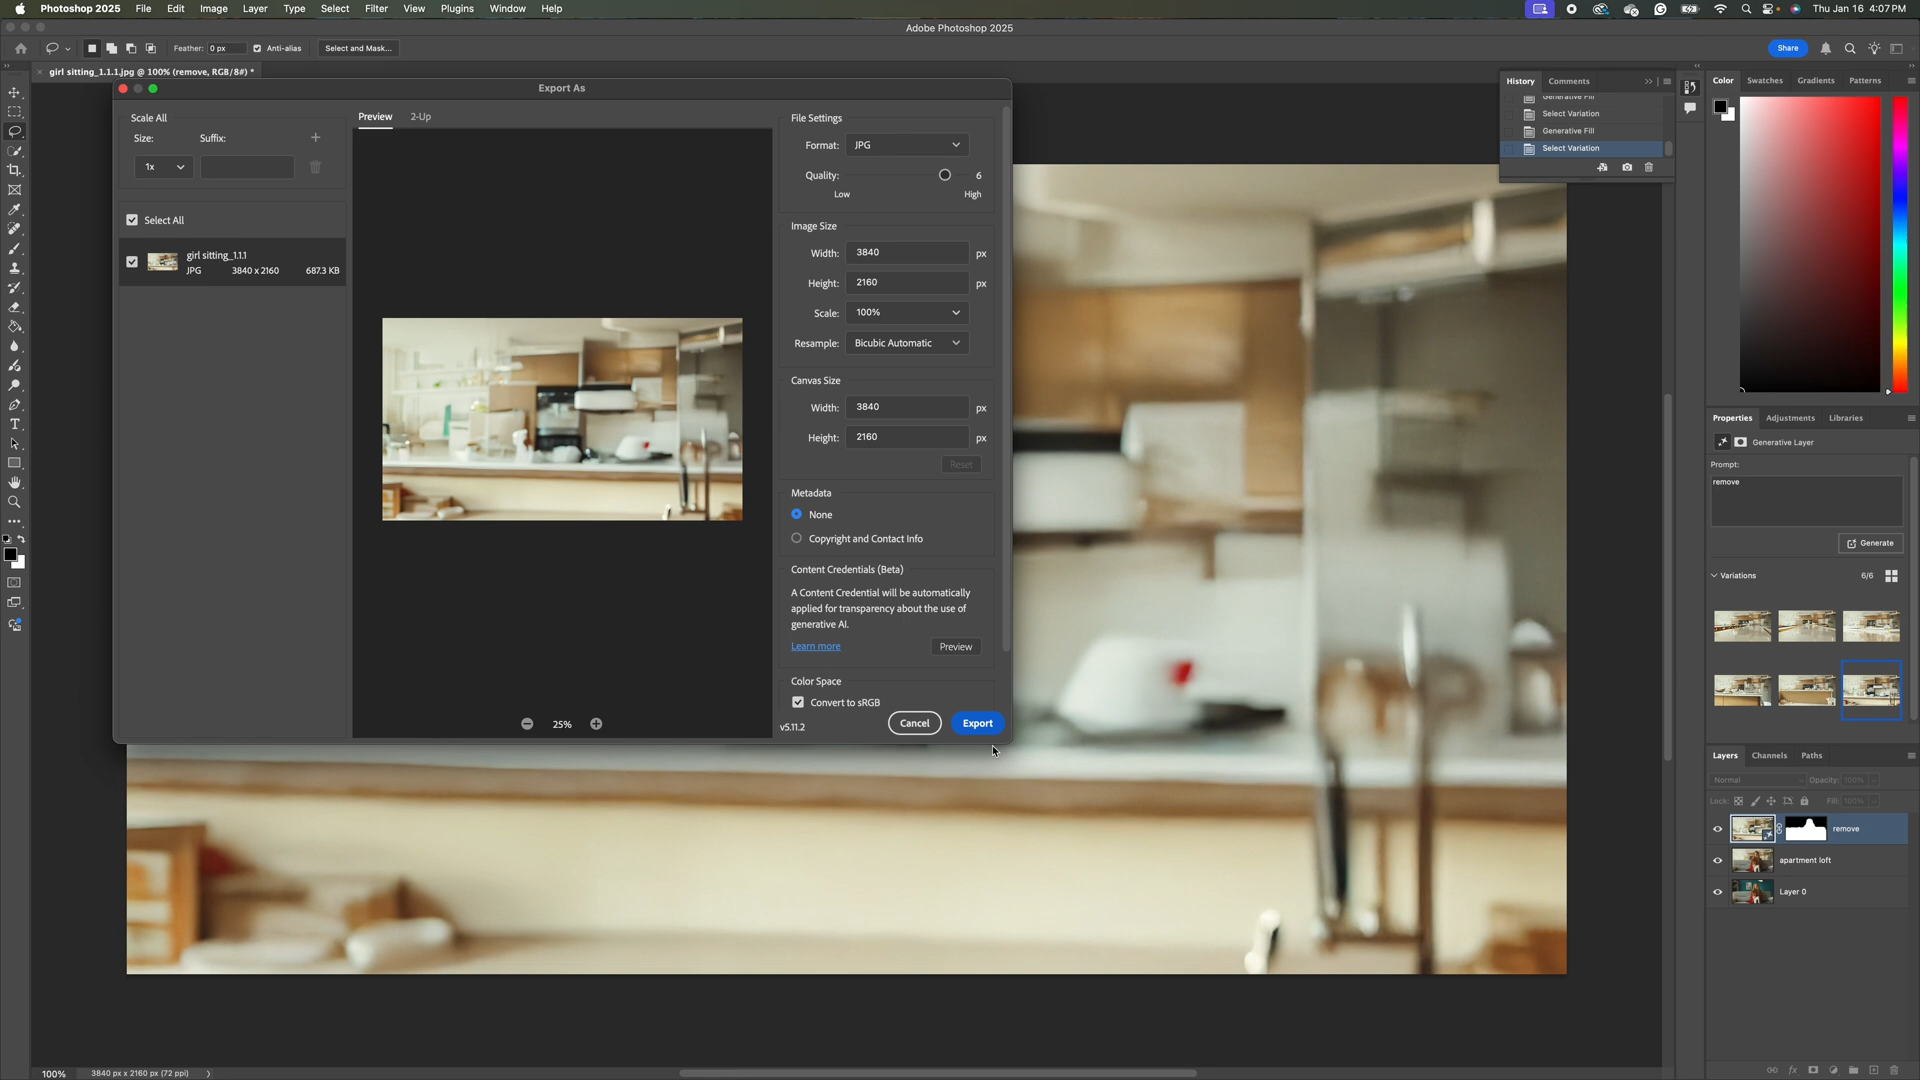 Photoshop 2025 File Edit Image Layer Type Select Filter View Plugins Window Help
Thu Jan 16 4:07 PM
Adobe Photoshop 2025
Feather: 0 px Anti-alias Select and Mask...
Share
girl sitting_1.1.1.jpg @ 100% (remove, RGB/8#) *
Export As
Scale All
Size: Suffix:
1x
Select All
girl sitting_1.1.1
JPG 3840 x 2160 687.3 KB
Preview 2-Up
25%
File Settings
Format: JPG
Quality: 6
Low High
Image Size
Width: 3840 px
Height: 2160 px
Scale: 100%
Resample: Bicubic Automatic
Canvas Size
Width: 3840 px
Height: 2160 px
Reset
Metadata
None
Copyright and Contact Info
Content Credentials (Beta)
A Content Credential will be automatically
applied for transparency about the use of
generative AI.
Learn more Preview
Color Space
Convert to sRGB
v5.11.2 Cancel Export
History Comments
Generative Fill
Select Variation
Generative Fill
Select Variation
Color Swatches Gradients Patterns
Properties Adjustments Libraries
Generative Layer
Prompt:
remove
Generate
Variations 6/6
Layers Channels Paths
Normal Opacity: 100%
Lock: Fill: 100%
remove
apartment loft
Layer 0
100% 3840 px x 2160 px (72 ppi)